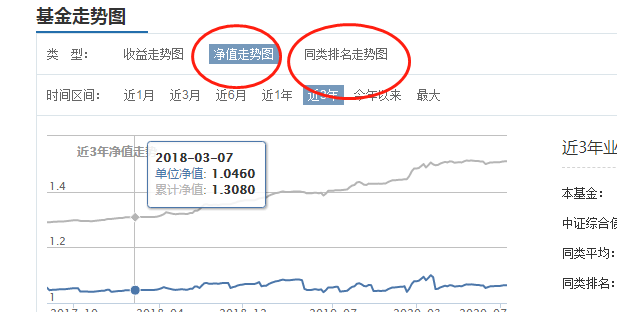 基金走势图
类 型： 收益走势图 净值走势图 同类排名走势图
时间区间： 近1月 近3月 近6月 近1年 近3年 今年以来 最大
近3年净值走势
2018-03-07
单位净值: 1.0460
累计净值: 1.3080
1.4
1.2
1
2017-10 2018-04 2018-12 2019-07 2020-03 2020-07
近3年业
本基金：
中证综合债
同类平均：
同类排名：